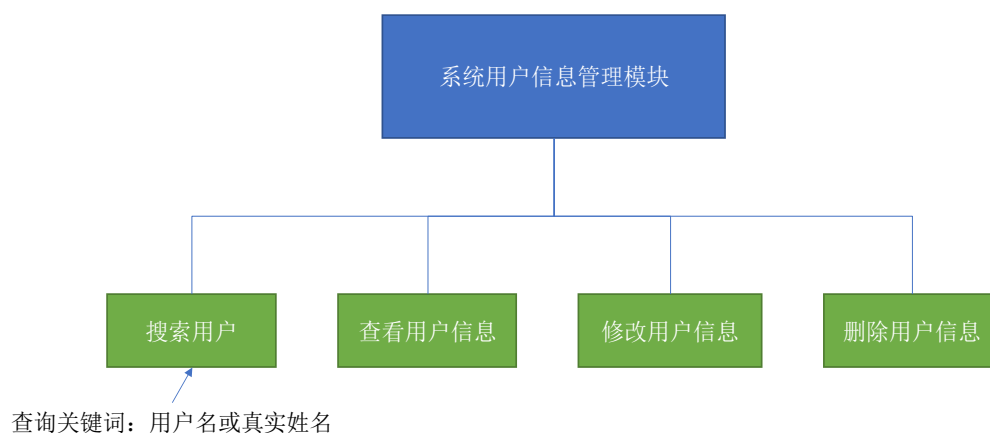 系统用户信息管理模块
搜索用户
查看用户信息
修改用户信息
删除用户信息
查询关键词：用户名或真实姓名